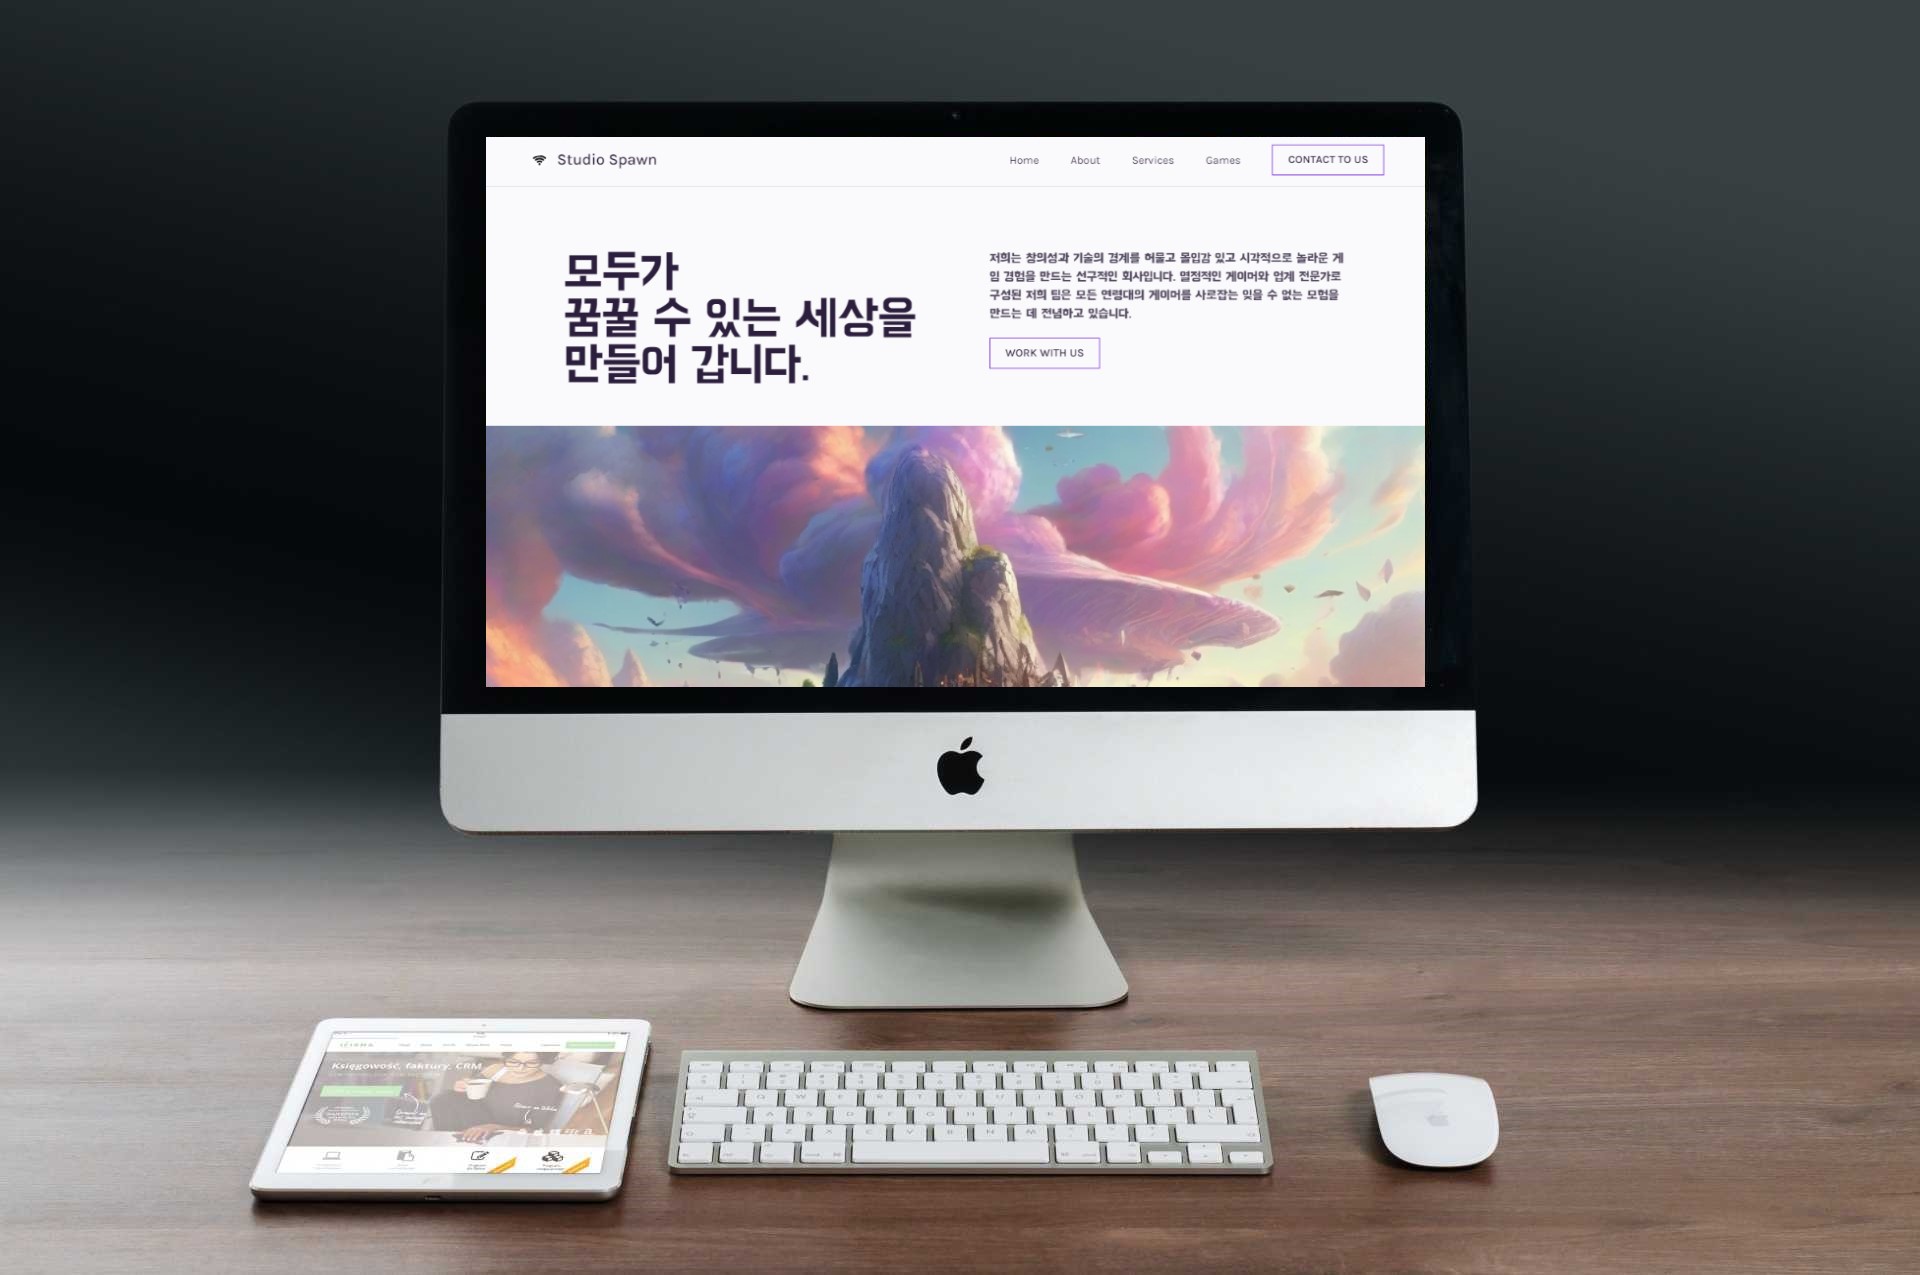 Studio Spawn
Home About Services Games CONTACT TO US
모두가
꿈꿀 수 있는 세상을
만들어 갑니다.
저희는 창의성과 기술의 경계를 허물고 몰입감 있고 시각적으로 놀라운 게
임 경험을 만드는 선구적인 회사입니다. 열정적인 게이머와 업계 전문가로
구성된 저희 팀은 모든 연령대의 게이머를 사로잡는 잊을 수 없는 모험을
만드는 데 전념하고 있습니다.
WORK WITH US
Księgowość, faktury, CRM
Q W E R T Y U I O P
A S D F G H J K L
Z X C V B N M